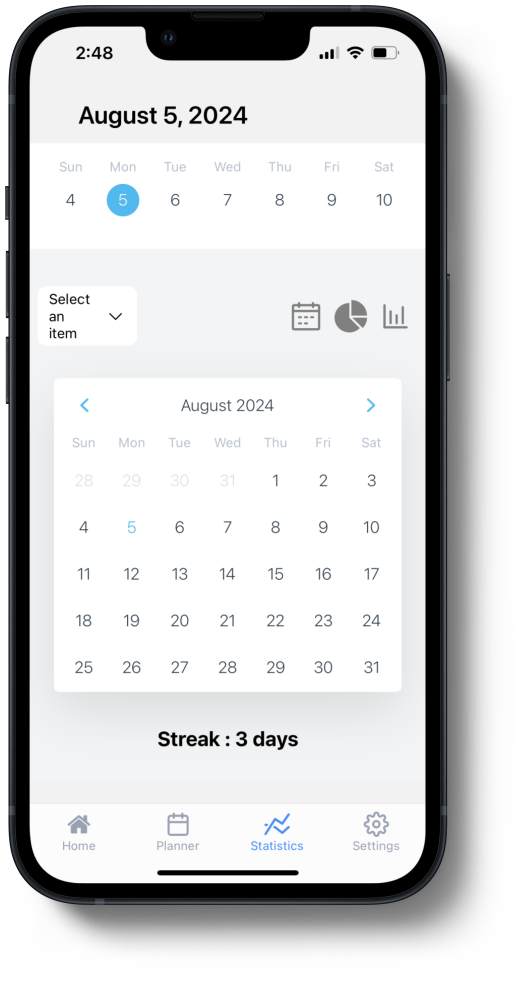 2:48
August 5, 2024
Sun Mon Tue Wed Thu Fri Sat
4 5 6 7 8 9 10
Select
an
item
August 2024
Sun Mon Tue Wed Thu Fri Sat
28 29 30 31 1 2 3
4 5 6 7 8 9 10
11 12 13 14 15 16 17
18 19 20 21 22 23 24
25 26 27 28 29 30 31
Streak : 3 days
Home Planner Statistics Settings